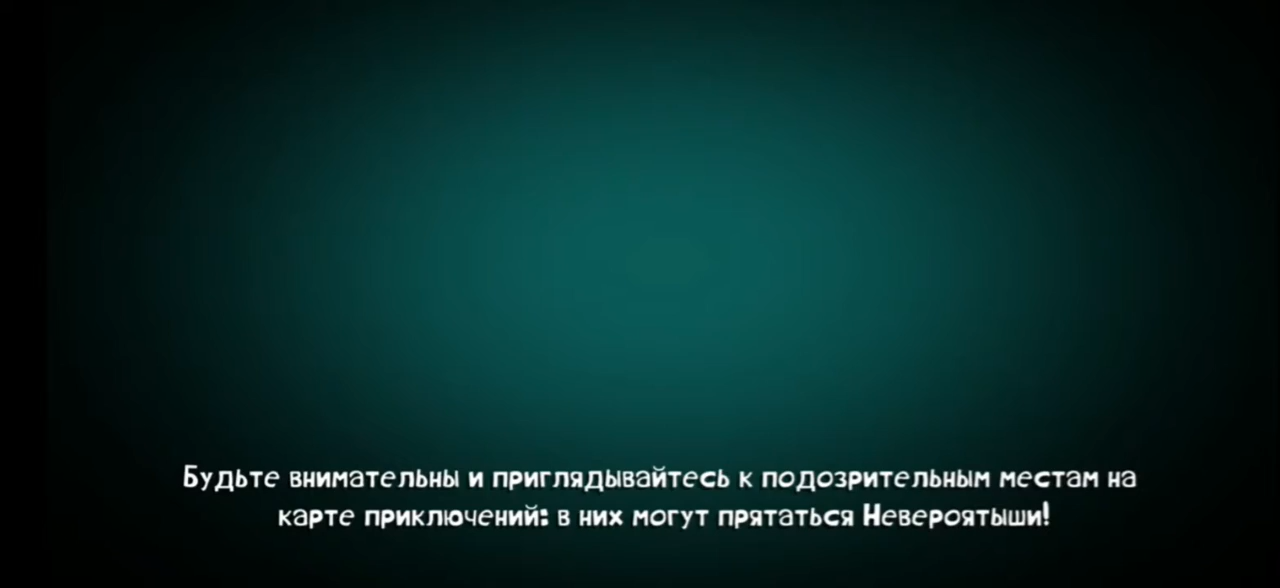 Будьте внимательны и приглядывайтесь к подозрительным местам на
карте приключений: в них могут прятаться Невероятыши!